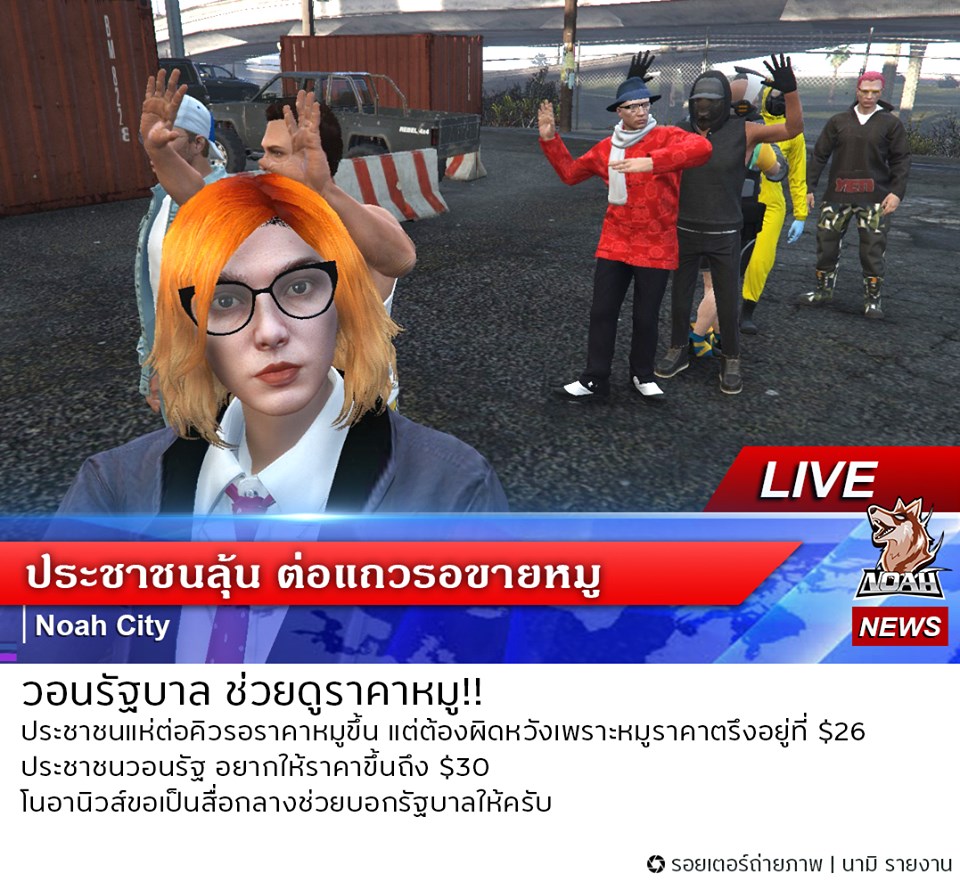 REBEL 4x4
LIVE
ประชาชนลุ้น ต่อแถวรอขายหมู
NOAH
Noah City
NEWS
วอนรัฐบาล ช่วยดูราคาหมู!!
ประชาชนแห่ต่อคิวรอราคาหมูขึ้น แต่ต้องผิดหวังเพราะหมูราคาตรึงอยู่ที่ $26
ประชาชนวอนรัฐ อยากให้ราคาขึ้นถึง $30
โนอานิวส์ขอเป็นสื่อกลางช่วยบอกรัฐบาลให้ครับ
รอยเตอร์ถ่ายภาพ | นามิ รายงาน